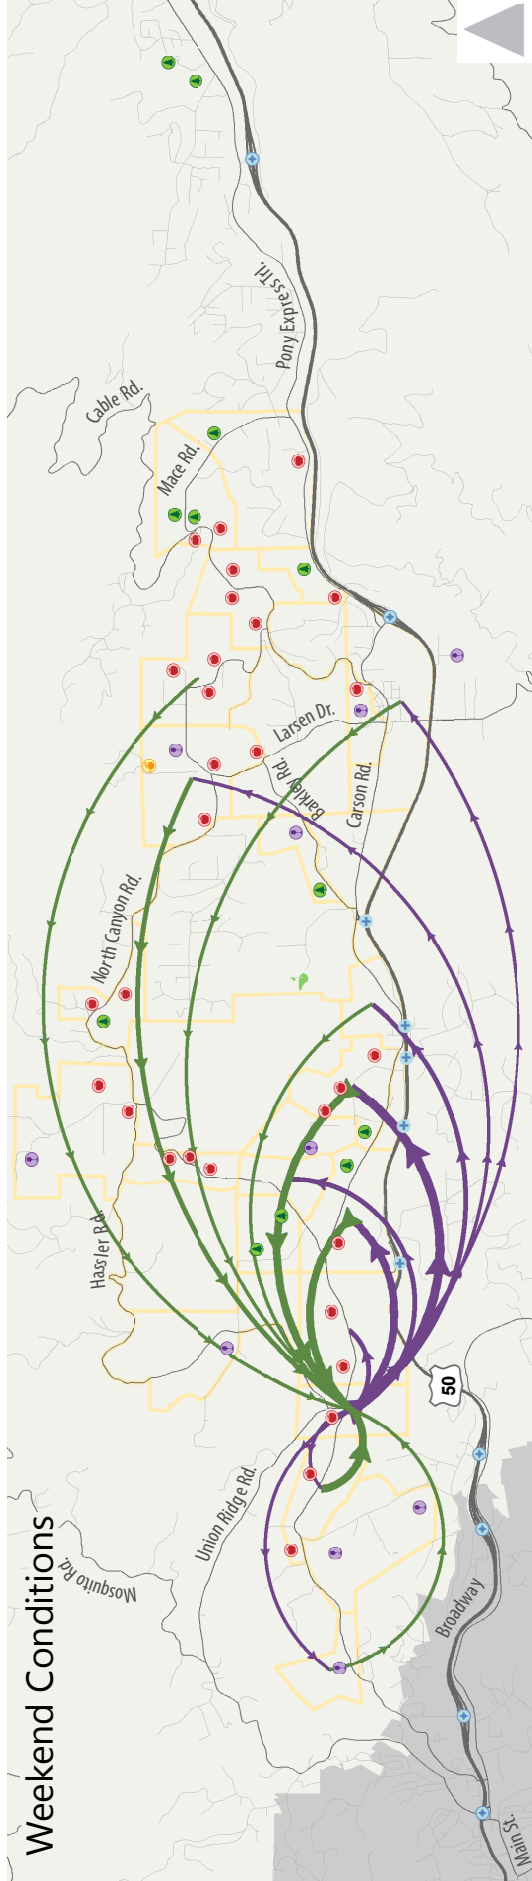 Weekend Conditions
Mosquito Rd.
Union Ridge Rd.
Hassler Rd.
North Canyon Rd.
Cable Rd.
Mace Rd.
Pony Express Trl.
Larsen Dr.
Barkley Rd.
Carson Rd.
50
Broadway
Main St.